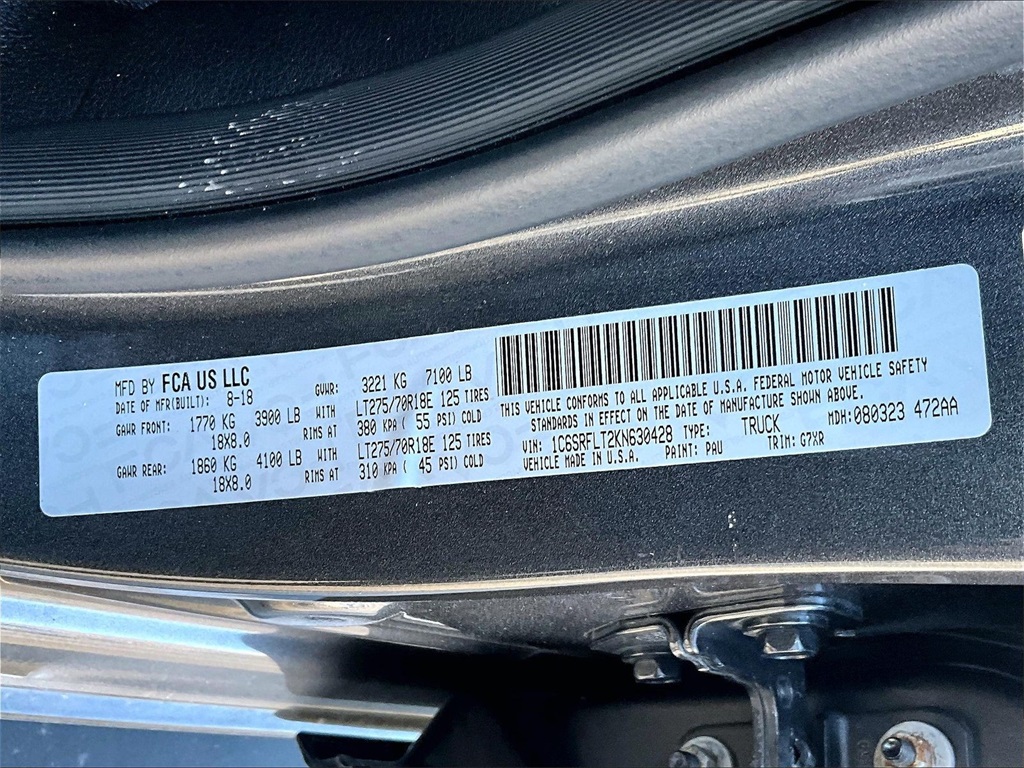 MFD BY FCA US LLC
DATE OF MFR(BUILT): 8-18
GVWR: 3221 KG 7100 LB
GAWR FRONT: 1770 KG 3900 LB WITH LT275/70R18E 125 TIRES
18X8.0 RIMS AT 380 KPA ( 55 PSI) COLD
GAWR REAR: 1860 KG 4100 LB WITH LT275/70R18E 125 TIRES
18X8.0 RIMS AT 310 KPA ( 45 PSI) COLD
THIS VEHICLE CONFORMS TO ALL APPLICABLE U.S.A. FEDERAL MOTOR VEHICLE SAFETY
STANDARDS IN EFFECT ON THE DATE OF MANUFACTURE SHOWN ABOVE.
VIN: 1C6SRFLT2KN630428 TYPE: TRUCK MDH: 080323 472AA
VEHICLE MADE IN U.S.A. PAINT: PAU TRIM: G7XR